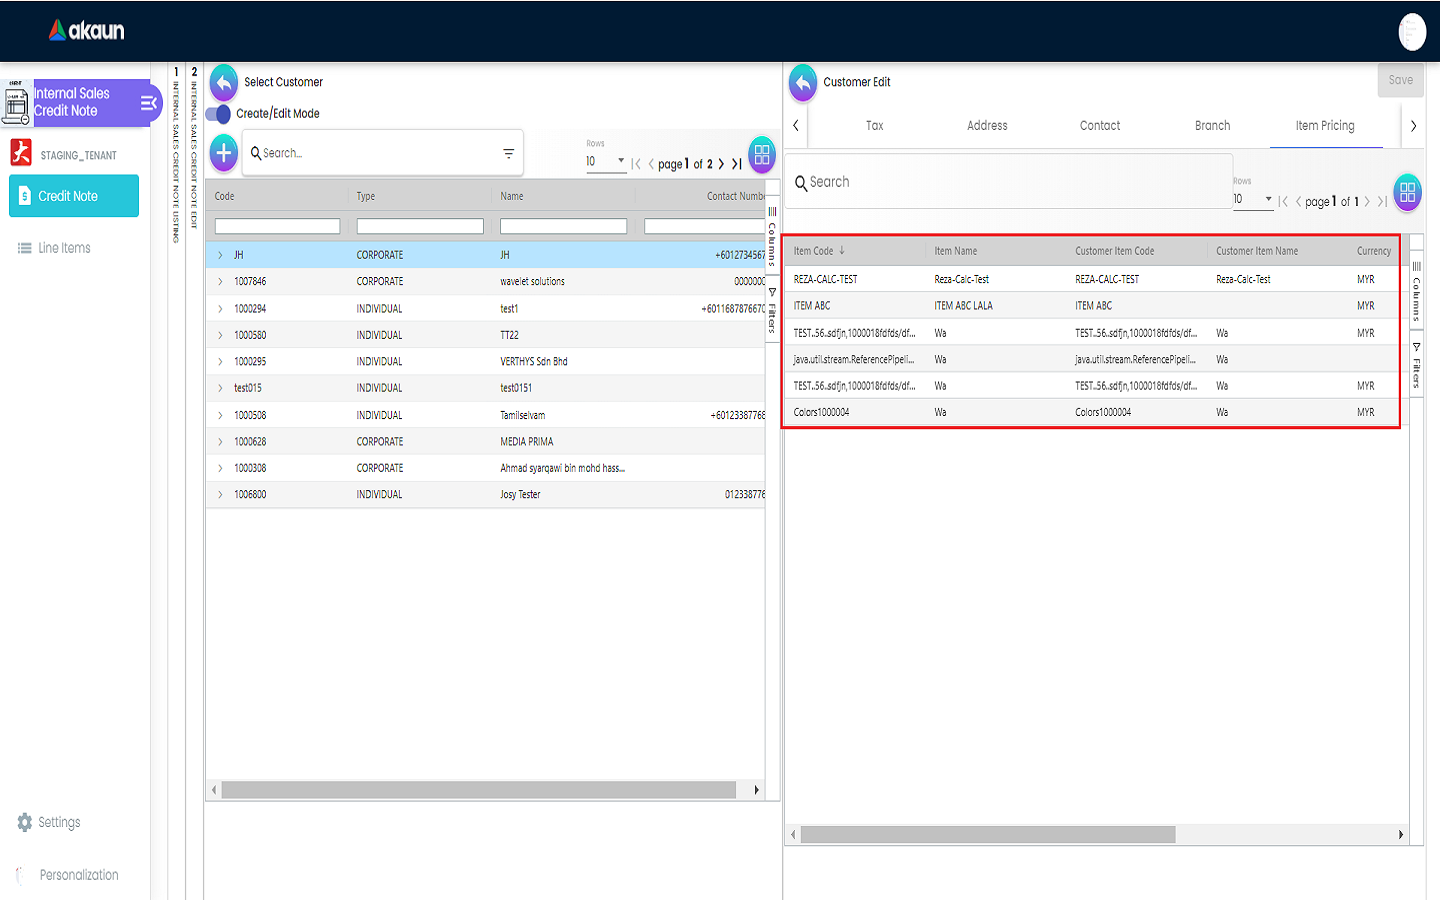 akaun
Internal Sales
Credit Note
STAGING_TENANT
Credit Note
Line Items
Settings
Personalization
1 INTERNAL SALES CREDIT NOTE LISTING
2 INTERNAL SALES CREDIT NOTE EDIT
Select Customer
Create/Edit Mode
Search...
Rows
10
page 1 of 2
Code Type Name Contact Numb
JH CORPORATE JH +6012734567
1007846 CORPORATE wavelet solutions 0000000
1000294 INDIVIDUAL test1 +6011687876670
1000580 INDIVIDUAL TT22
1000295 INDIVIDUAL VERTHYS Sdn Bhd
test015 INDIVIDUAL test0151
1000508 INDIVIDUAL Tamilselvam +60123387768
1000628 CORPORATE MEDIA PRIMA
1000308 CORPORATE Ahmad syarqawi bin mohd hass...
1006800 INDIVIDUAL Josy Tester 012338776
Columns
Filters
Customer Edit
Save
Tax Address Contact Branch Item Pricing
Search
Rows
10
page 1 of 1
Item Code Item Name Customer Item Code Customer Item Name Currency
REZA-CALC-TEST Reza-Calc-Test REZA-CALC-TEST Reza-Calc-Test MYR
ITEM ABC ITEM ABC LALA ITEM ABC MYR
TEST..56..sdfjn,1000018fdfds/df... Wa TEST..56..sdfjn,1000018fdfds/df... Wa MYR
java.util.stream.ReferencePipeli... Wa java.util.stream.ReferencePipeli... Wa
TEST..56..sdfjn,1000018fdfds/df... Wa TEST..56..sdfjn,1000018fdfds/df... Wa MYR
Colors1000004 Wa Colors1000004 Wa MYR
Columns
Filters